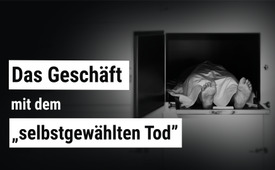 Das Geschäft
mit dem
„selbstgewählten Tod”